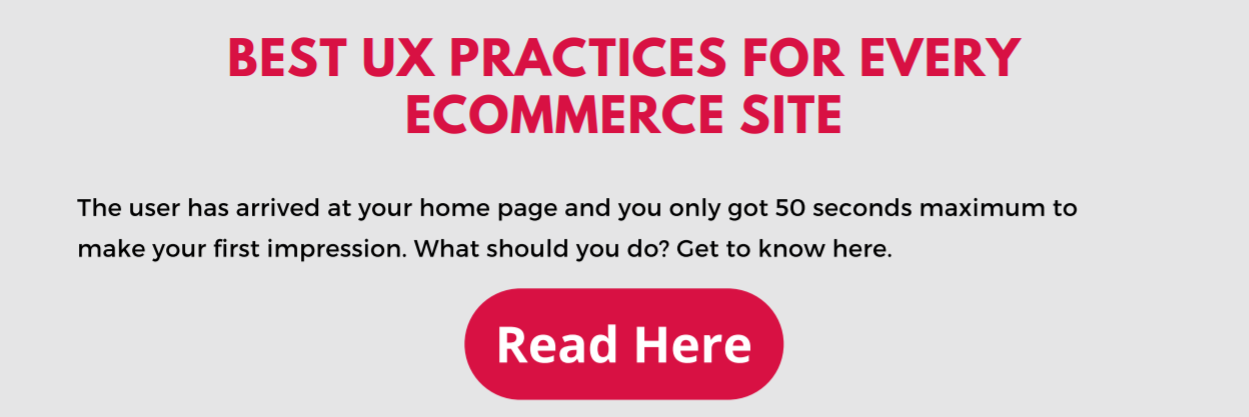 BEST UX PRACTICES FOR EVERY
ECOMMERCE SITE
The user has arrived at your home page and you only got 50 seconds maximum to
make your first impression. What should you do? Get to know here.
Read Here